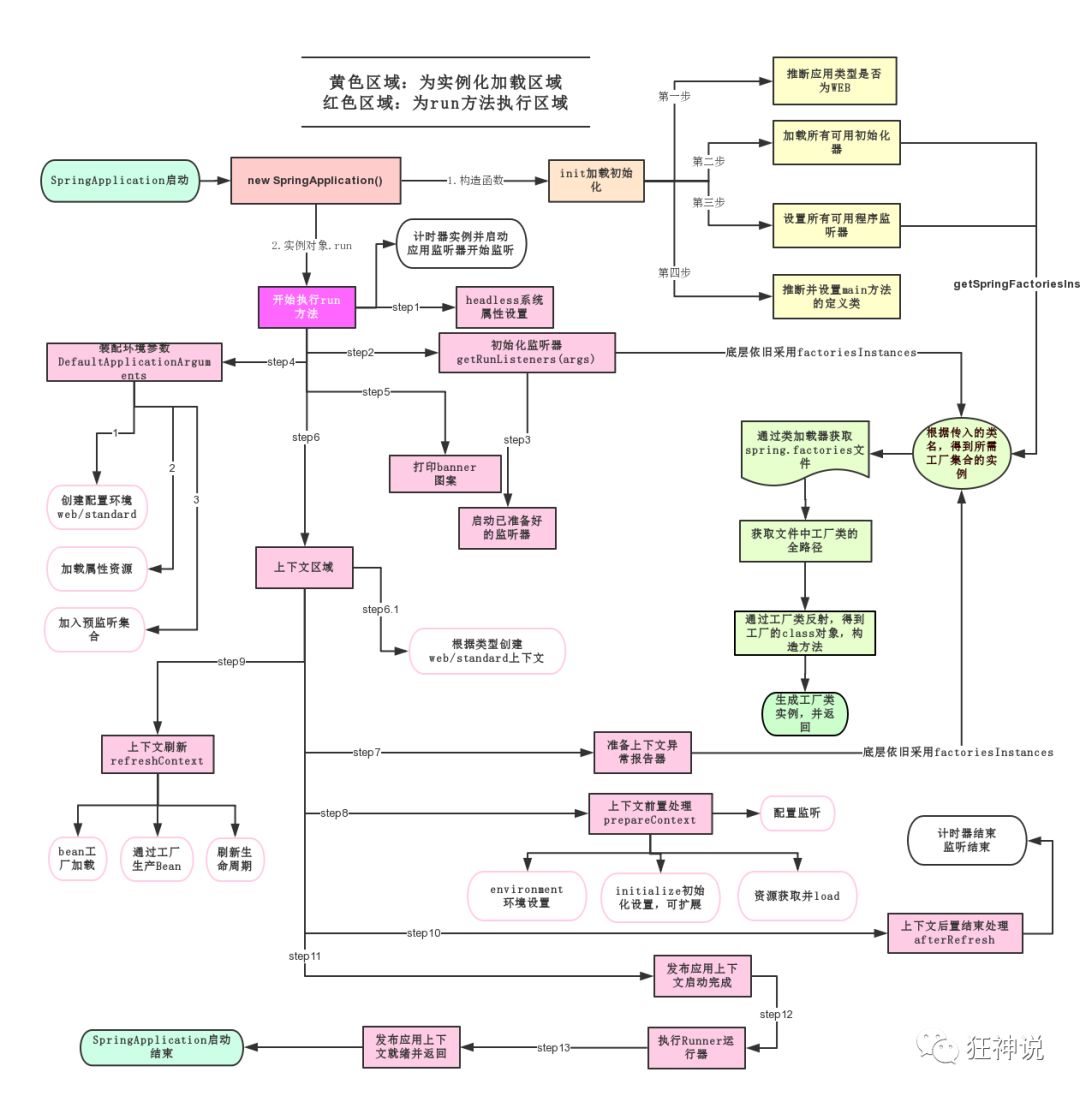 黄色区域：为实例化加载区域
红色区域：为run方法执行区域
SpringApplication启动
new SpringApplication()
1.构造函数
init加载初始
化
第一步
推断应用类型是否
为WEB
第二步
加载所有可用初始化
器
第三步
设置所有可用程序监
听器
第四步
推断并设置main方法
的定义类
getSpringFactoriesIns
2.实例对象.run
计时器实例并启动
应用监听器开始监听
开始执行run
方法
step1
headless系统
属性设置
step2
初始化监听器
getRunListeners(args)
底层依旧采用factoriesInstances
step4
装配环境参数
DefaultApplicationArgum
ents
step5
step6
step3
1
2
3
打印banner
图案
启动已准备好
的监听器
创建配置环境
web/standard
加载属性资源
加入预监听集
合
根据传入的类
名，得到所需
工厂集合的实
例
通过类加载器获取
spring.factories文
件
获取文件中工厂类的
全路径
通过工厂类反射，得到
工厂的class对象，构
造方法
生成工厂类
实例，并返
回
上下文区域
step6.1
根据类型创建
web/standard上下文
step9
上下文刷新
refreshContext
bean工
厂加载
通过工厂
生产Bean
刷新生
命周期
step7
准备上下文异
常报告器
底层依旧采用factoriesInstances
step8
上下文前置处理
prepareContext
配置监听
environment
环境设置
initialize初始
化设置，可扩展
资源获取并load
计时器结束
监听结束
step10
上下文后置结束处理
afterRefresh
step11
发布应用上下
文启动完成
step12
执行Runner运
行器
step13
发布应用上下
文就绪并返回
SpringApplication启动
结束
狂神说